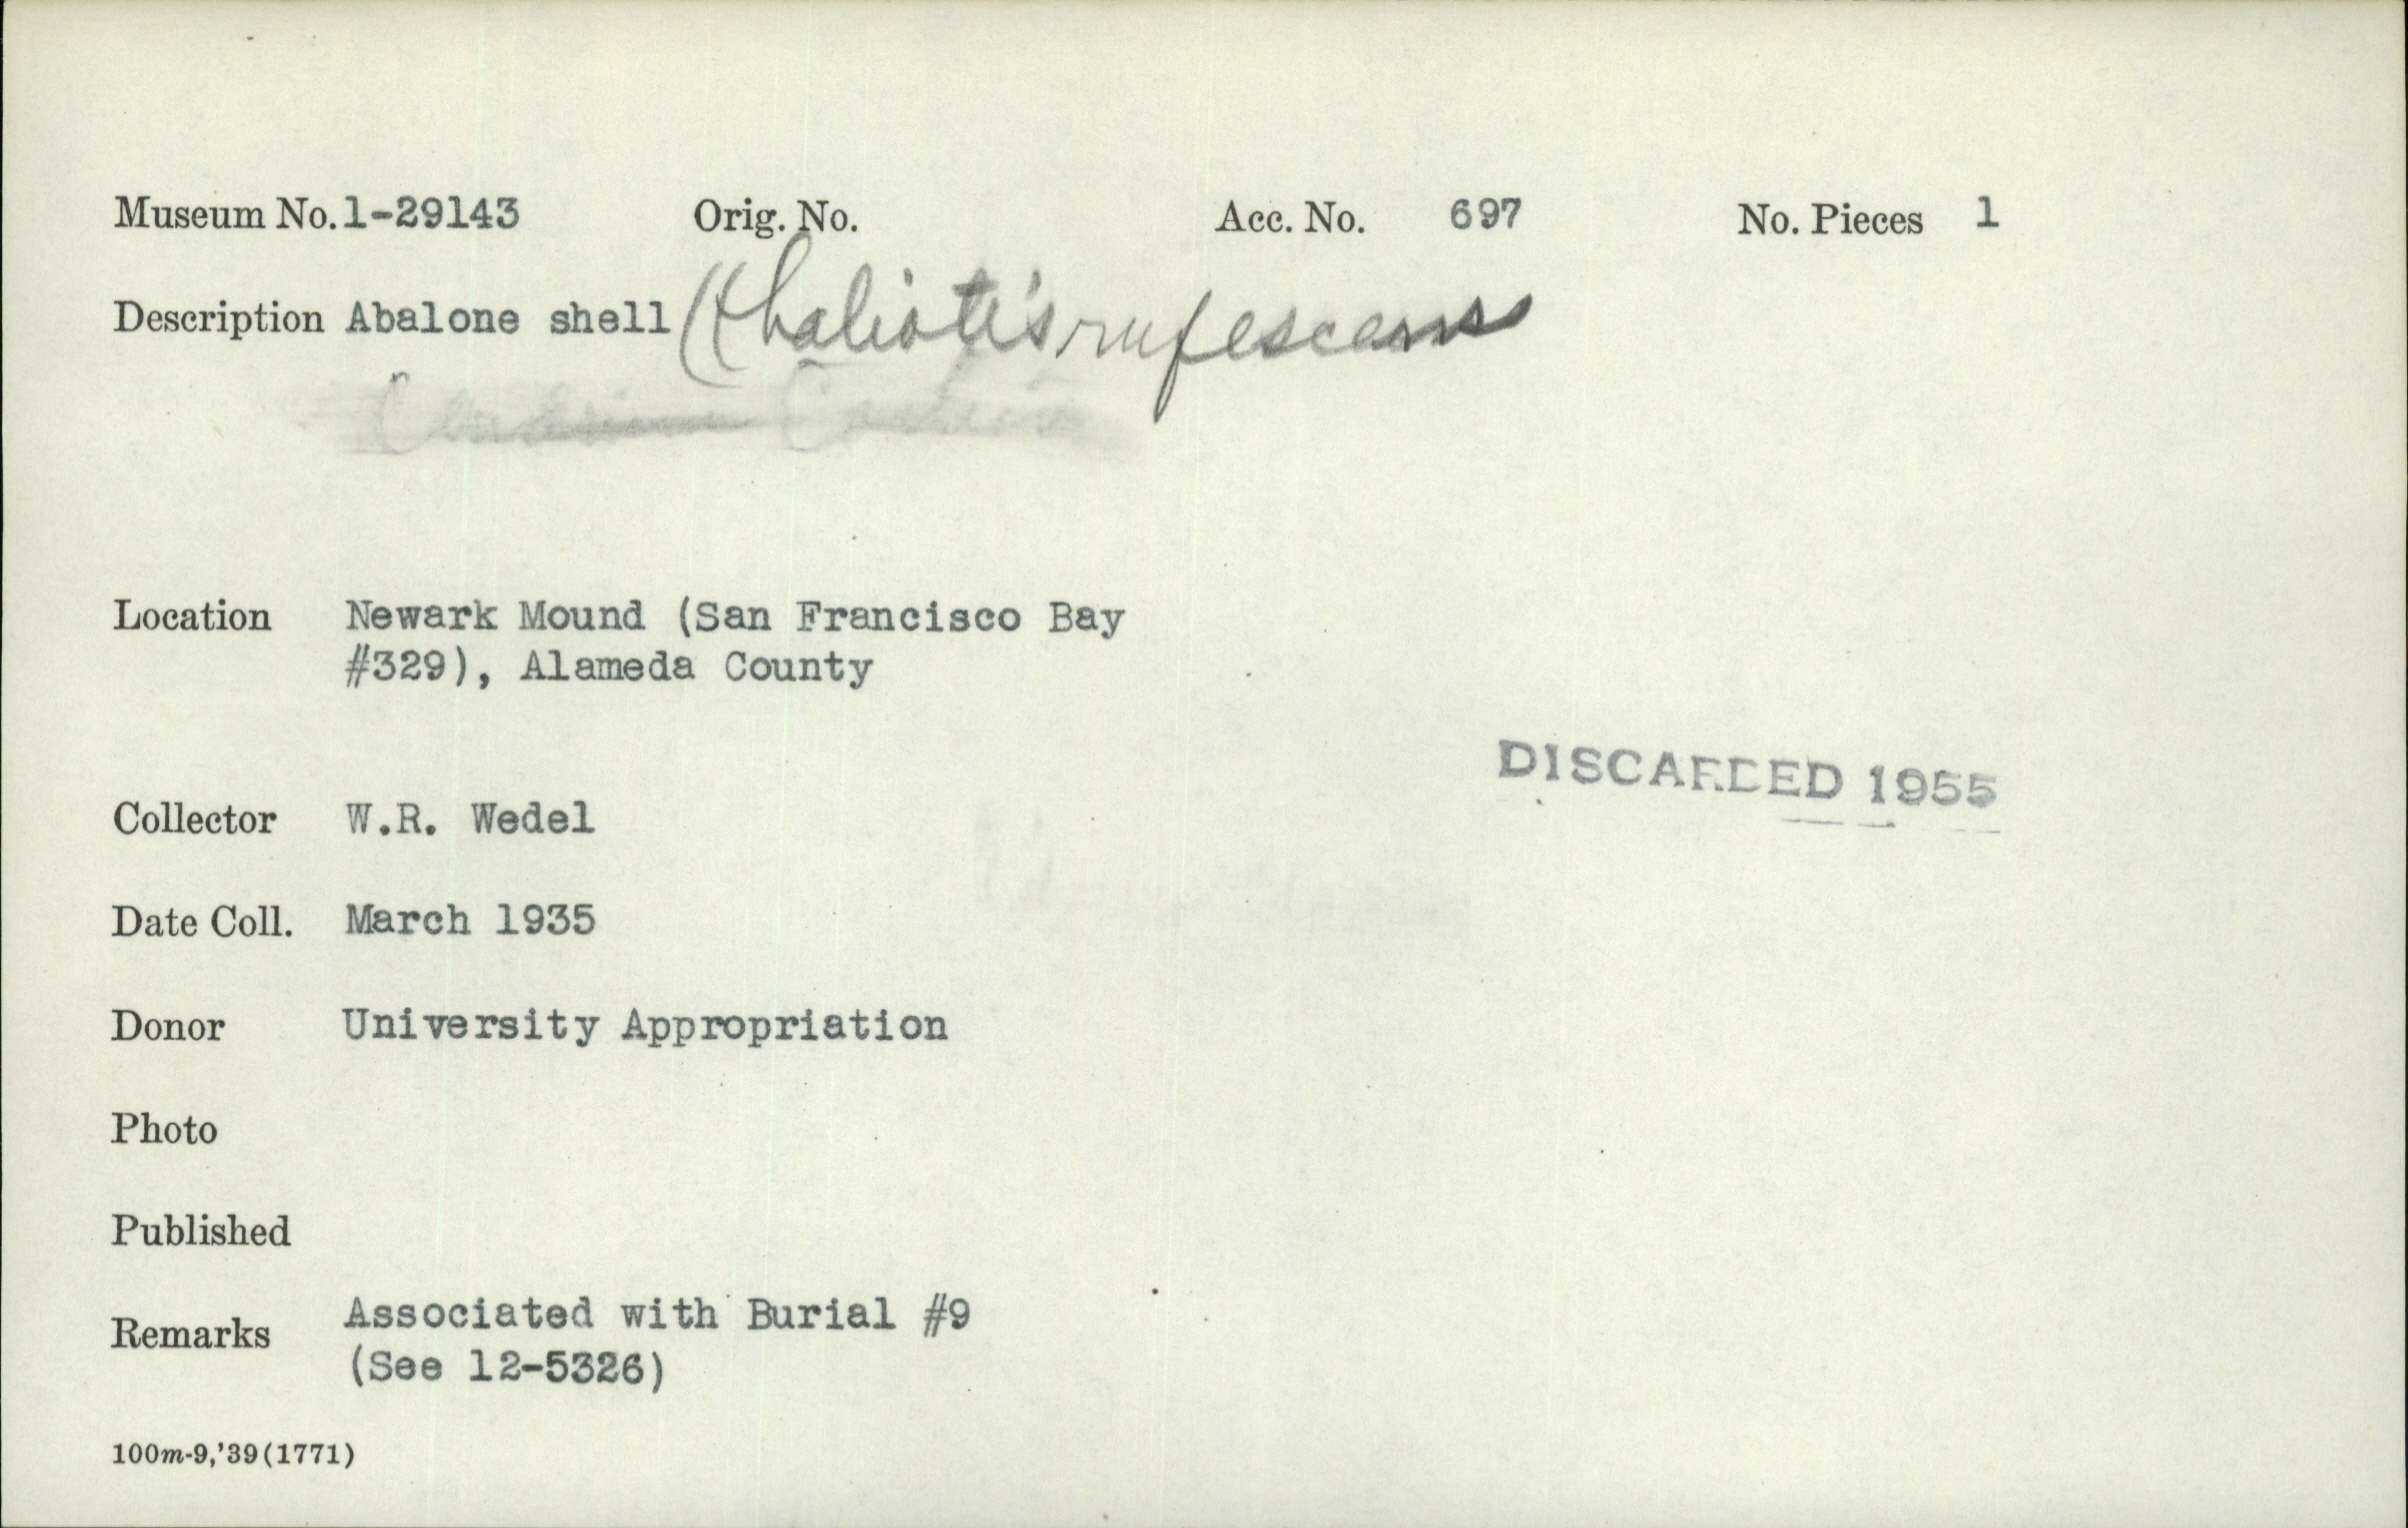 Museum No. 1-29143 Orig. No. Acc. No. 697 No. Pieces 1
Description Abalone shell ((haliotis rufescens
Location Newark Mound (San Francisco Bay
#329), Alameda County
DISCARDED 1955
Collector W.R. Wedel
Date Coll. March 1935
Donor University Appropriation
Photo
Published
Remarks Associated with Burial #9
(See 12-5326)
100m-9,'39(1771)